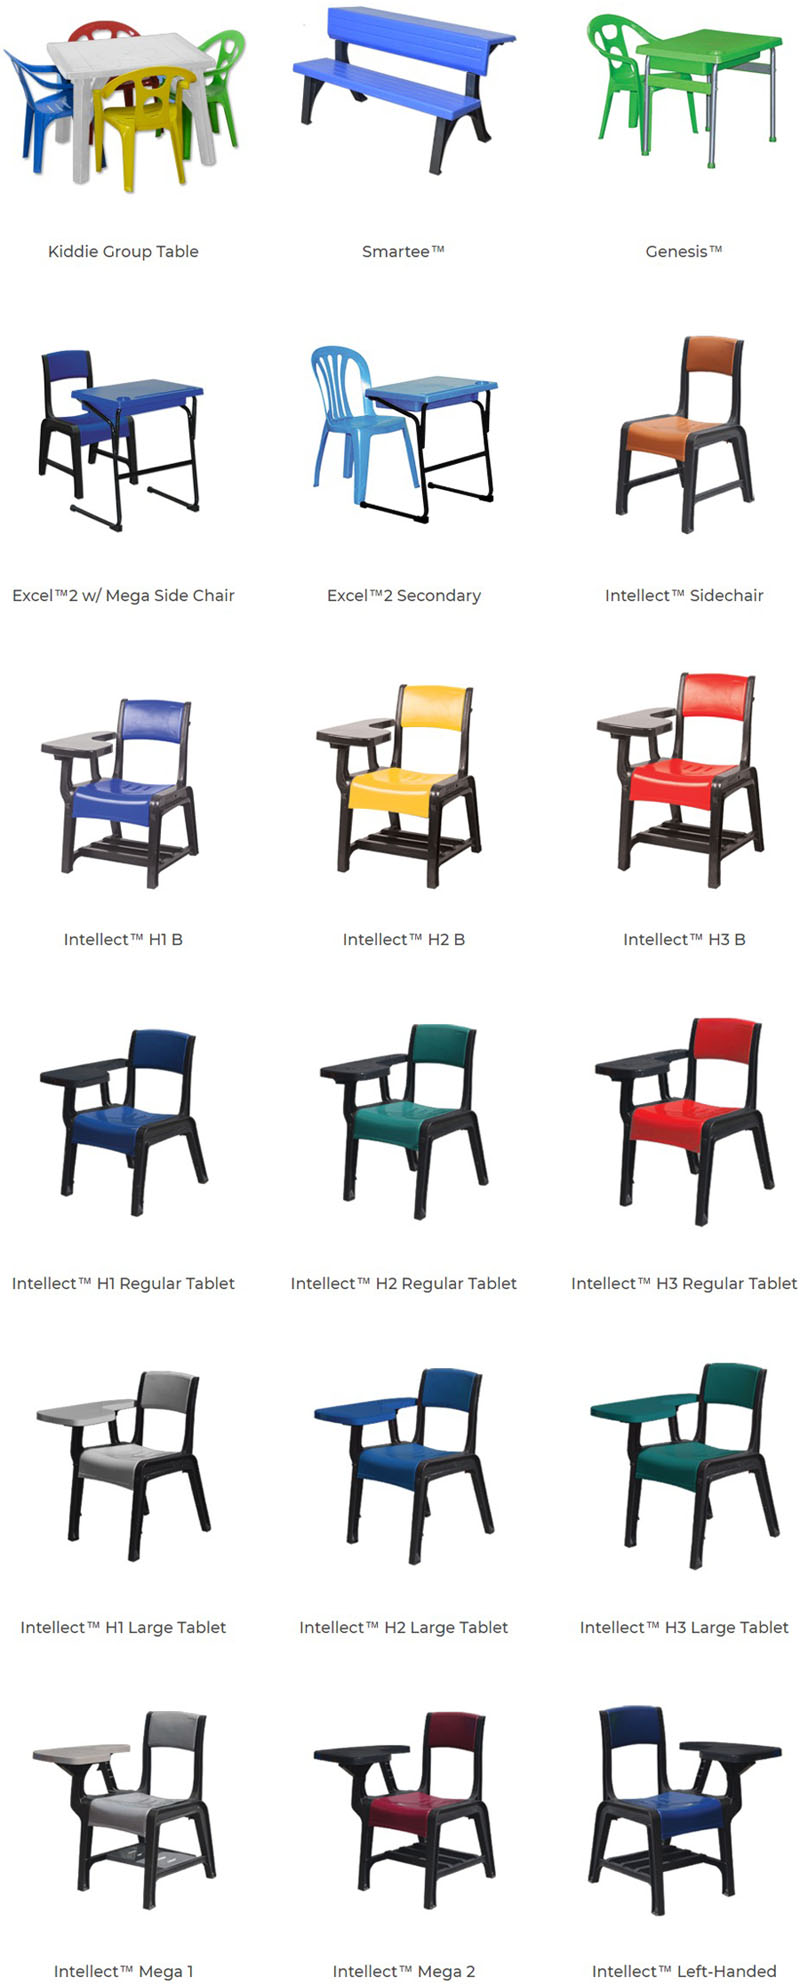 Kiddie Group Table
Smartee™
Genesis™
Excel™2 w/ Mega Side Chair
Excel™2 Secondary
Intellect™ Sidechair
Intellect™ H1 B
Intellect™ H2 B
Intellect™ H3 B
Intellect™ H1 Regular Tablet
Intellect™ H2 Regular Tablet
Intellect™ H3 Regular Tablet
Intellect™ H1 Large Tablet
Intellect™ H2 Large Tablet
Intellect™ H3 Large Tablet
Intellect™ Mega 1
Intellect™ Mega 2
Intellect™ Left-Handed